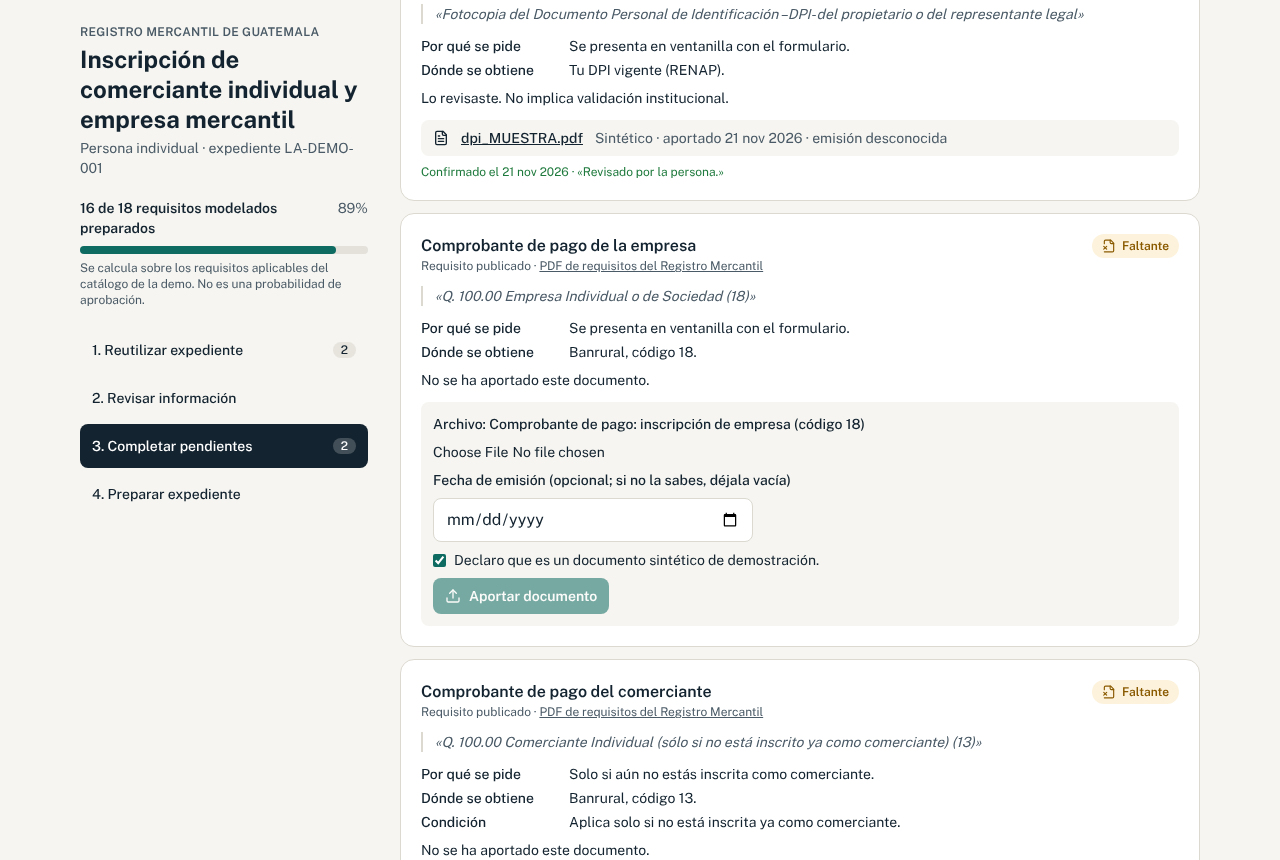 REGISTRO MERCANTIL DE GUATEMALA
Inscripción de
comerciante individual y
empresa mercantil
Persona individual · expediente LA-DEMO-
001
16 de 18 requisitos modelados
preparados
89%
Se calcula sobre los requisitos aplicables del
catálogo de la demo. No es una probabilidad de
aprobación.
1. Reutilizar expediente 2
2. Revisar información
3. Completar pendientes 2
4. Preparar expediente
«Fotocopia del Documento Personal de Identificación –DPI- del propietario o del representante legal»
Por qué se pide Se presenta en ventanilla con el formulario.
Dónde se obtiene Tu DPI vigente (RENAP).
Lo revisaste. No implica validación institucional.
dpi_MUESTRA.pdf Sintético · aportado 21 nov 2026 · emisión desconocida
Confirmado el 21 nov 2026 · «Revisado por la persona.»
Comprobante de pago de la empresa Faltante
Requisito publicado · PDF de requisitos del Registro Mercantil
«Q. 100.00 Empresa Individual o de Sociedad (18)»
Por qué se pide Se presenta en ventanilla con el formulario.
Dónde se obtiene Banrural, código 18.
No se ha aportado este documento.
Archivo: Comprobante de pago: inscripción de empresa (código 18)
Choose File No file chosen
Fecha de emisión (opcional; si no la sabes, déjala vacía)
mm/dd/yyyy
Declaro que es un documento sintético de demostración.
Aportar documento
Comprobante de pago del comerciante Faltante
Requisito publicado · PDF de requisitos del Registro Mercantil
«Q. 100.00 Comerciante Individual (sólo si no está inscrito ya como comerciante) (13)»
Por qué se pide Solo si aún no estás inscrita como comerciante.
Dónde se obtiene Banrural, código 13.
Condición Aplica solo si no está inscrita ya como comerciante.
No se ha aportado este documento.